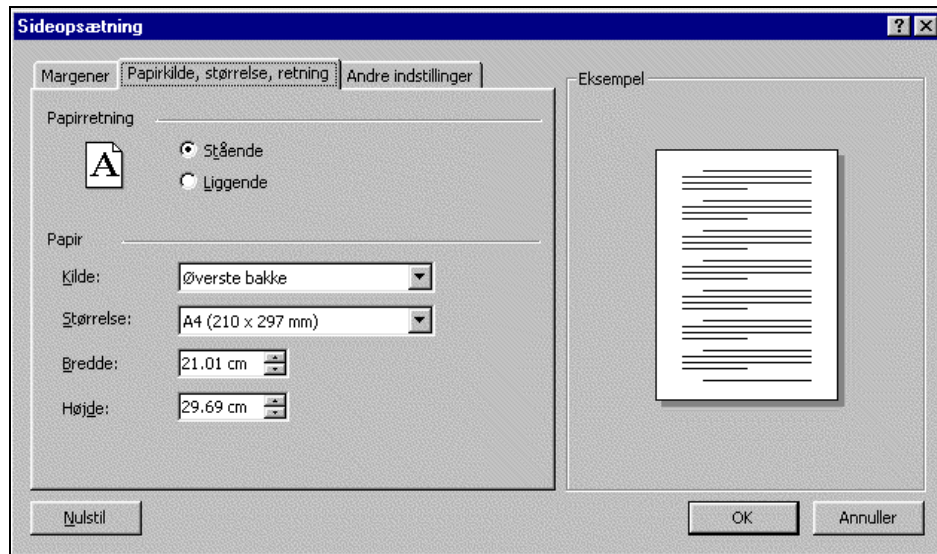 Sideopsætning
Margener Papirkilde, størrelse, retning Andre indstillinger
Papirretning
A
Stående
Liggende
Papir
Kilde: Øverste bakke
Størrelse: A4 (210 x 297 mm)
Bredde: 21.01 cm
Højde: 29.69 cm
Eksempel
Nulstil OK Annuller